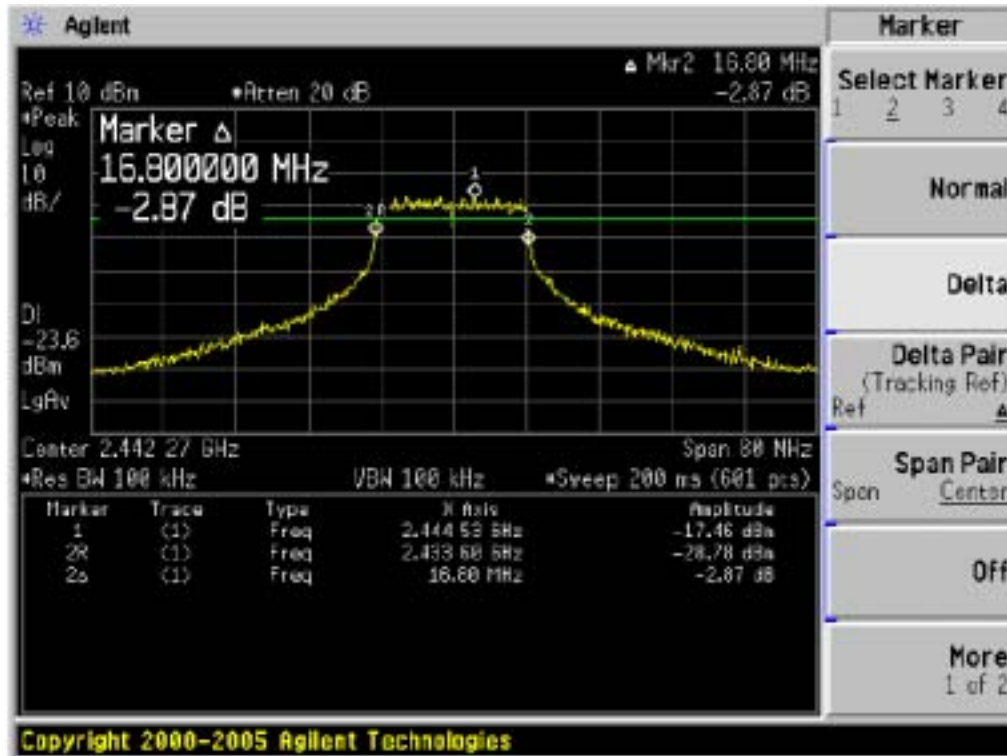 Agilent
Marker
Δ Mkr2 16.80 MHz
Ref 10 dBm *Atten 20 dB -2.87 dB
*Peak
Log
10
dB/
Marker Δ
16.800000 MHz
-2.87 dB
1
2R
2
DI
-23.6
dBm
LgAv
Center 2.442 27 GHz Span 80 MHz
*Res BW 100 kHz VBW 100 kHz *Sweep 200 ms (601 pts)
Marker Trace Type X Axis Amplitude
1 (1) Freq 2.444 53 GHz -17.46 dBm
2R (1) Freq 2.433 60 GHz -28.78 dBm
2Δ (1) Freq 16.80 MHz -2.87 dB
Select Marker
1 2 3 4
Normal
Delta
Delta Pair
(Tracking Ref)
Ref Δ
Span Pair
Span Center
Off
More
1 of 2
Copyright 2000-2005 Agilent Technologies